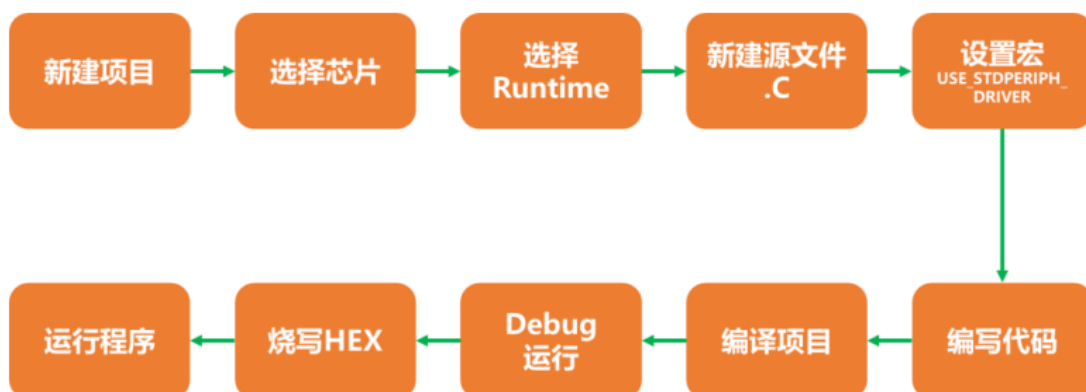 新建项目
选择芯片
选择
Runtime
新建源文件
.C
设置宏
USE_STDPERIPH_
DRIVER
编写代码
编译项目
Debug
运行
烧写HEX
运行程序